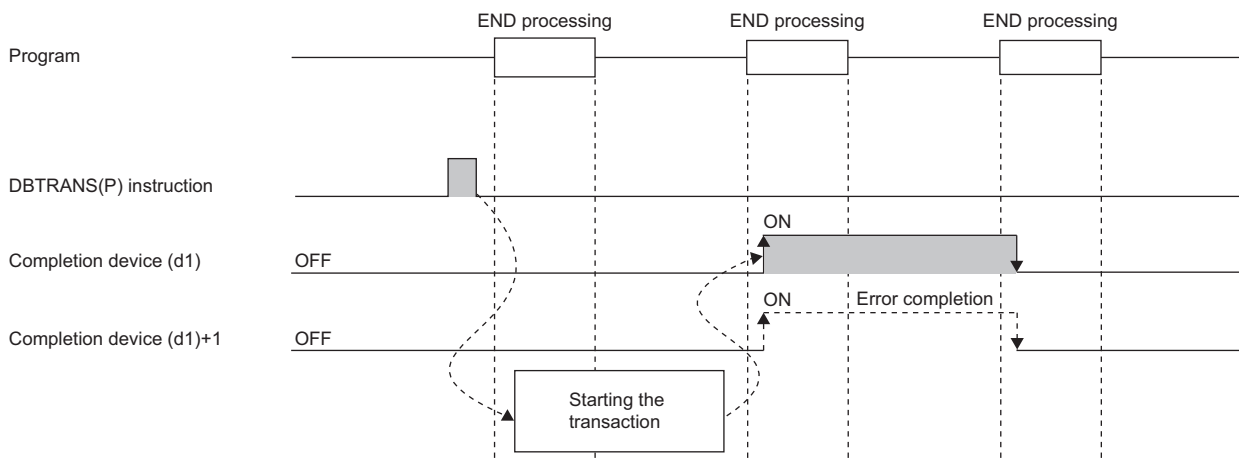 END processing
END processing
END processing
Program
DBTRANS(P) instruction
ON
Completion device (d1)
OFF
ON
Error completion
Completion device (d1)+1
OFF
Starting the
transaction